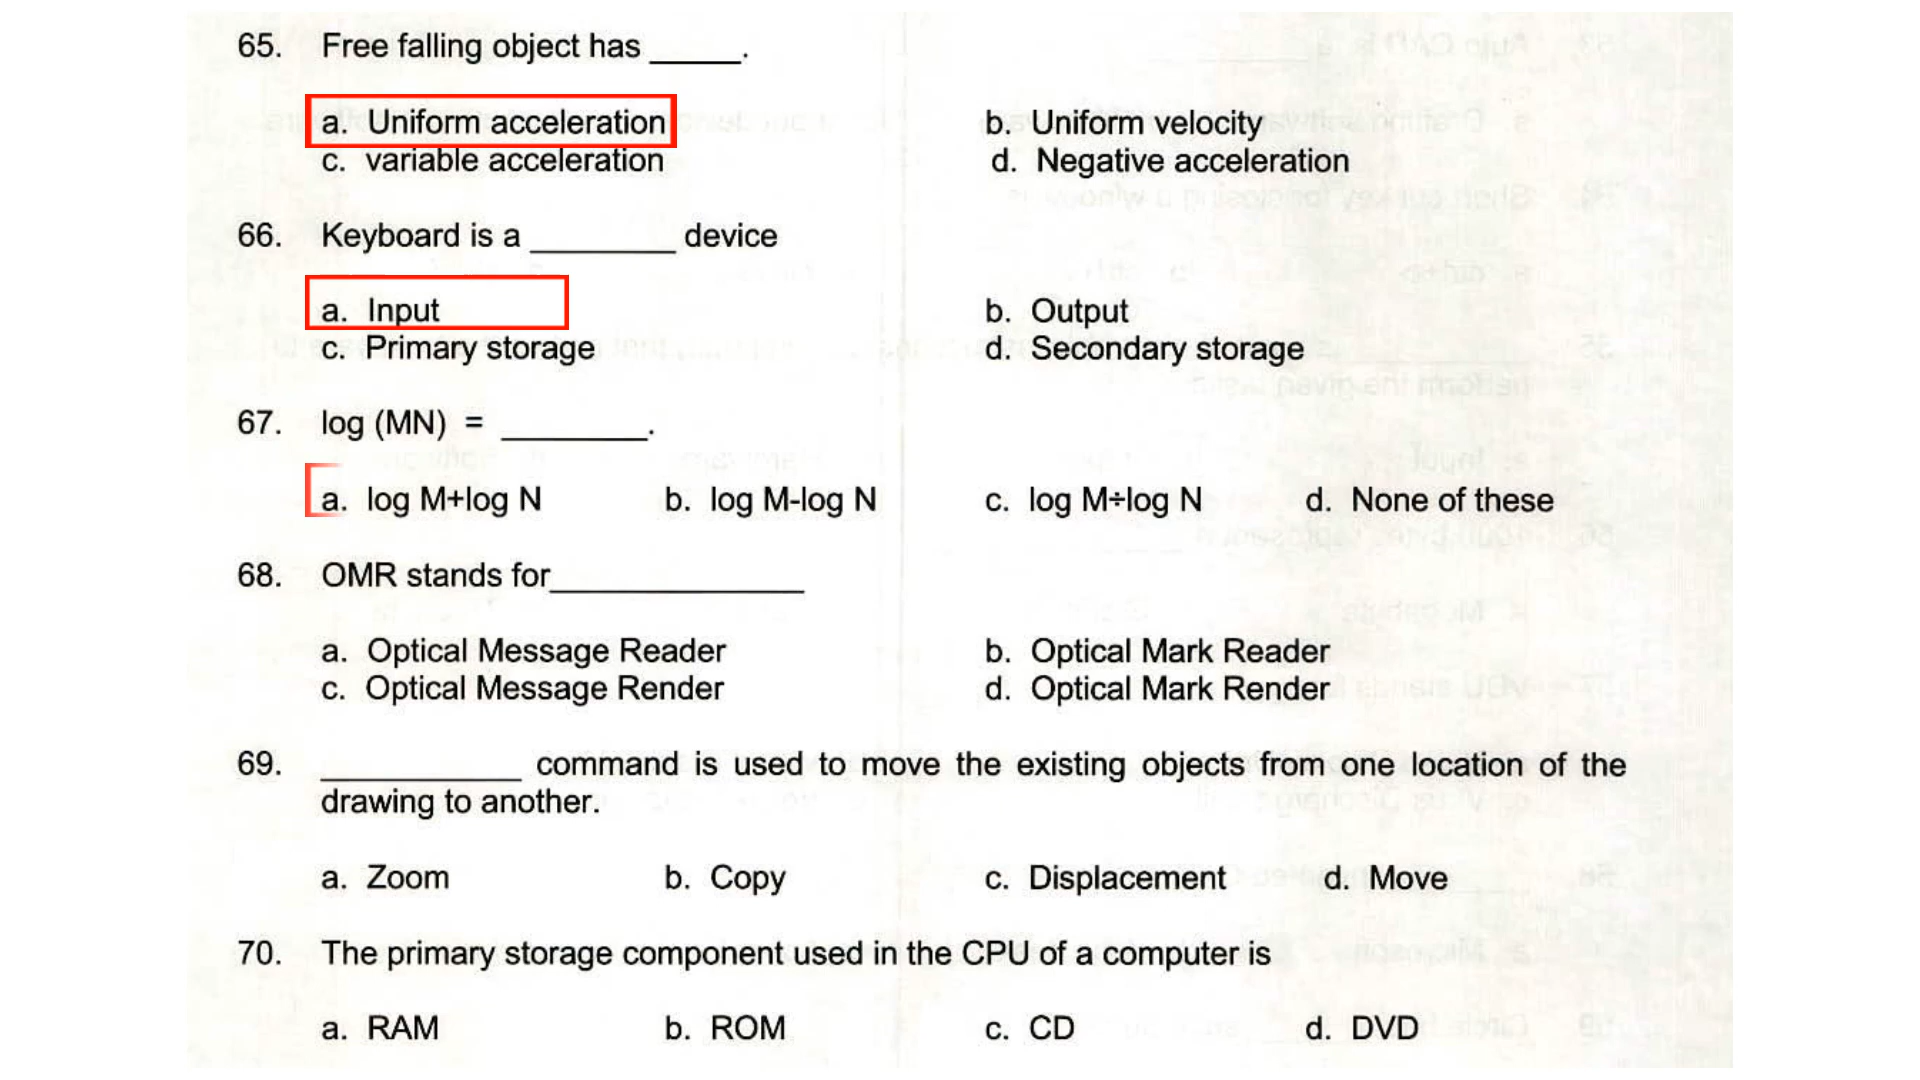 65. Free falling object has _____.
a. Uniform acceleration b. Uniform velocity
c. variable acceleration d. Negative acceleration
66. Keyboard is a ________ device
a. Input b. Output
c. Primary storage d. Secondary storage
67. log (MN) = ________.
a. log M+log N b. log M-log N c. log M÷log N d. None of these
68. OMR stands for______________
a. Optical Message Reader b. Optical Mark Reader
c. Optical Message Render d. Optical Mark Render
69. ___________ command is used to move the existing objects from one location of the
drawing to another.
a. Zoom b. Copy c. Displacement d. Move
70. The primary storage component used in the CPU of a computer is
a. RAM b. ROM c. CD d. DVD